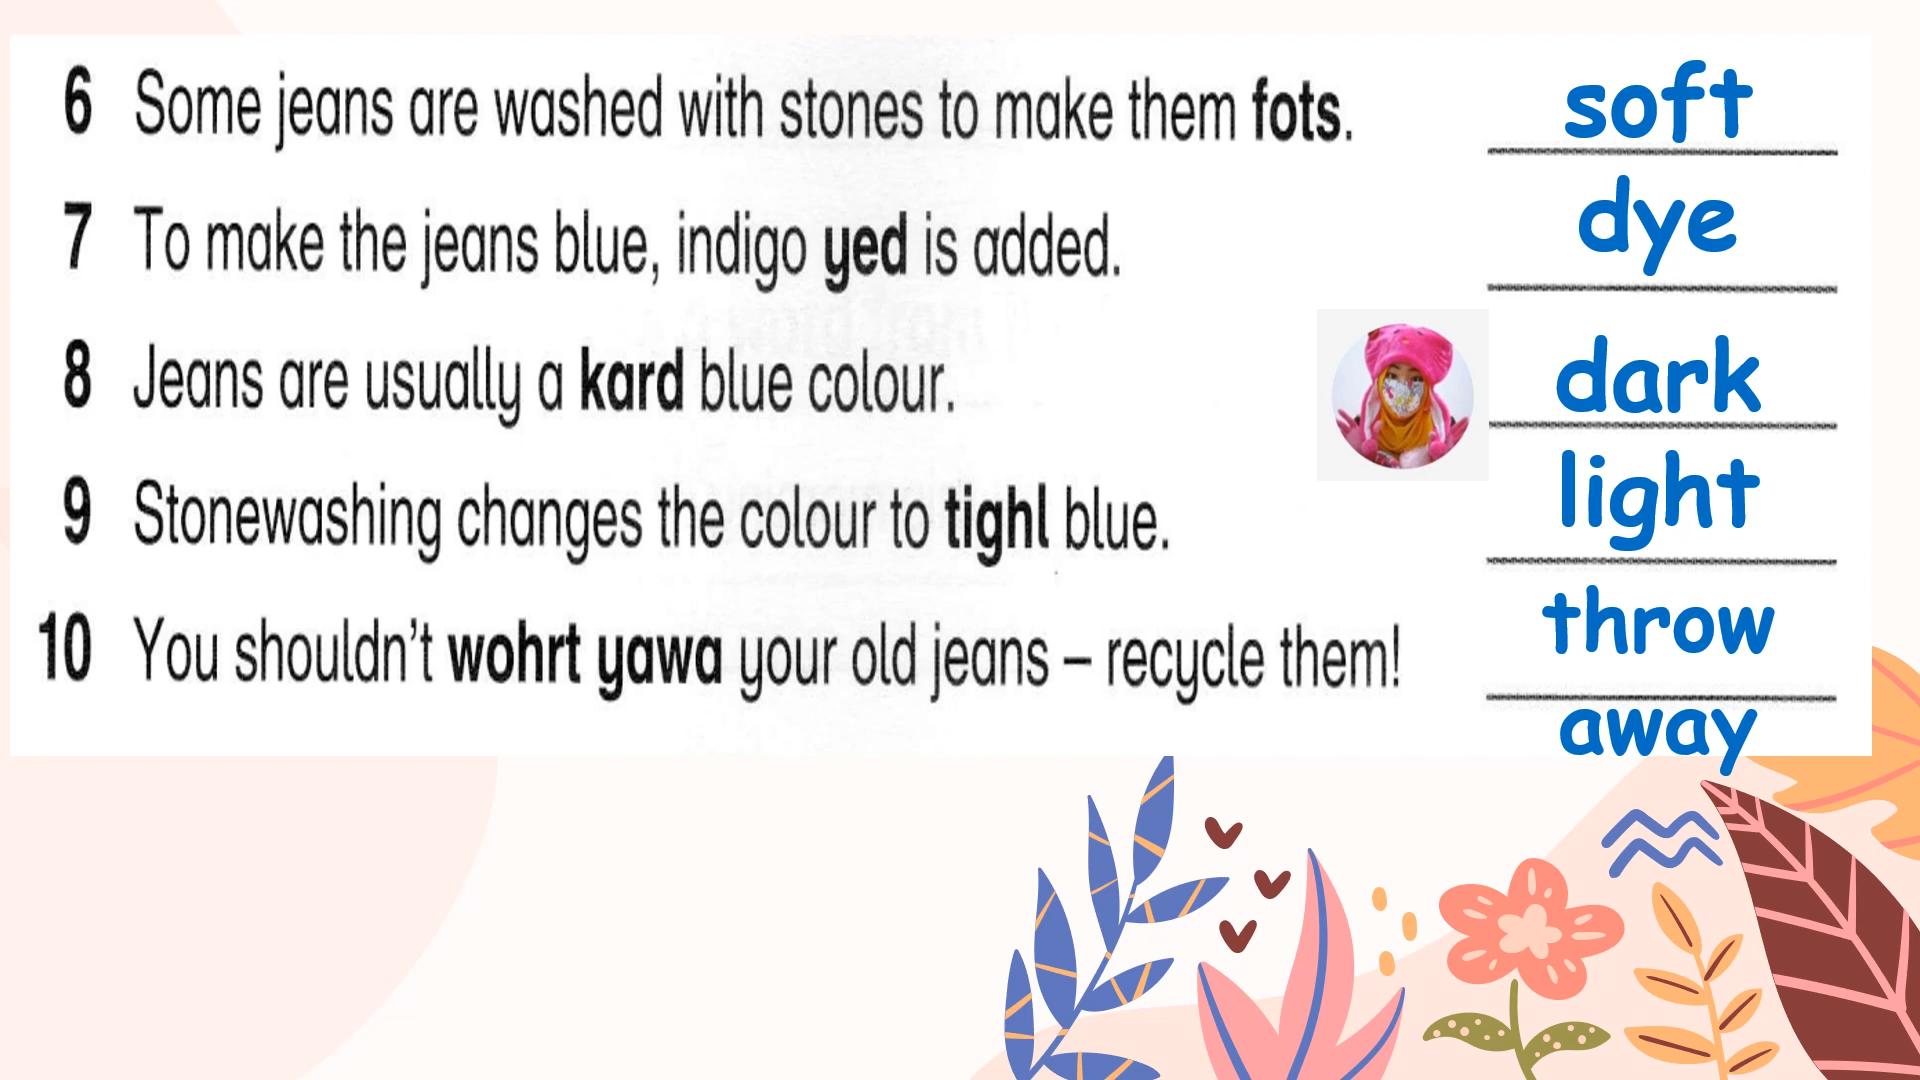 6 Some jeans are washed with stones to make them fots. soft
7 To make the jeans blue, indigo yed is added. dye
8 Jeans are usually a kard blue colour. dark
9 Stonewashing changes the colour to tighl blue. light
10 You shouldn't wohrt yawa your old jeans – recycle them! throw
away